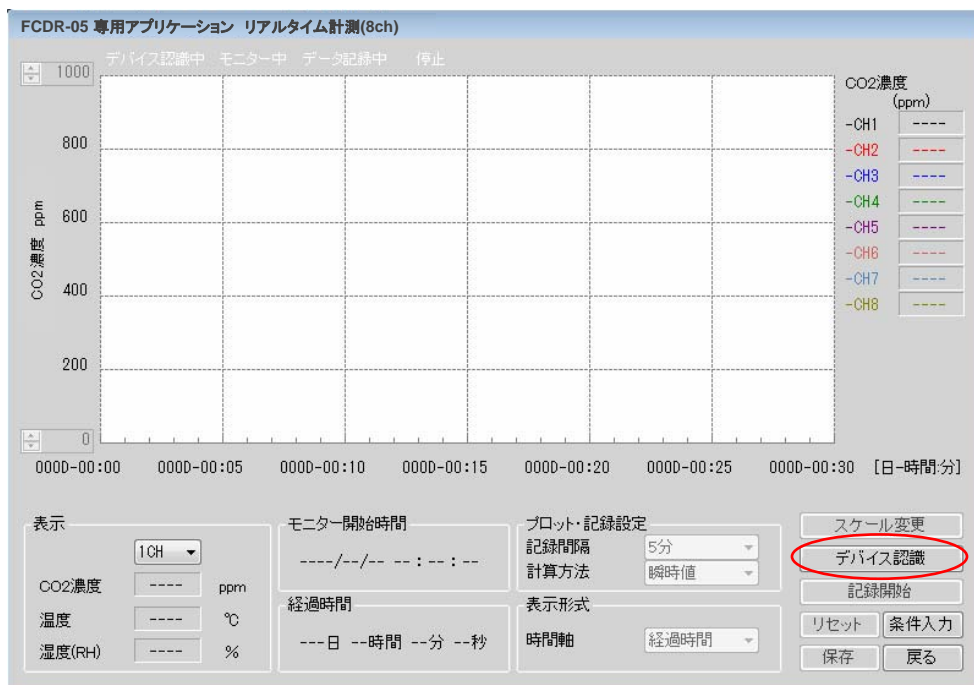 FCDR-05 専用アプリケーション リアルタイム計測(8ch)
デバイス認識中 モニター中 データ記録中 停止
1000
800
600
400
200
0
CO2濃度 ppm
0000D-00:00 0000D-00:05 0000D-00:10 0000D-00:15 0000D-00:20 0000D-00:25 0000D-00:30 [日-時間:分]
CO2濃度
(ppm)
-CH1 ----
-CH2 ----
-CH3 ----
-CH4 ----
-CH5 ----
-CH6 ----
-CH7 ----
-CH8 ----
表示
1CH
CO2濃度 ---- ppm
温度 ---- ℃
湿度(RH) ---- %
モニター開始時間
----/--/-- --:--:--
経過時間
---日 --時間 --分 --秒
プロット・記録設定
記録間隔 5分
計算方法 瞬時値
表示形式
時間軸 経過時間
スケール変更
デバイス認識
記録開始
リセット 条件入力
保存 戻る